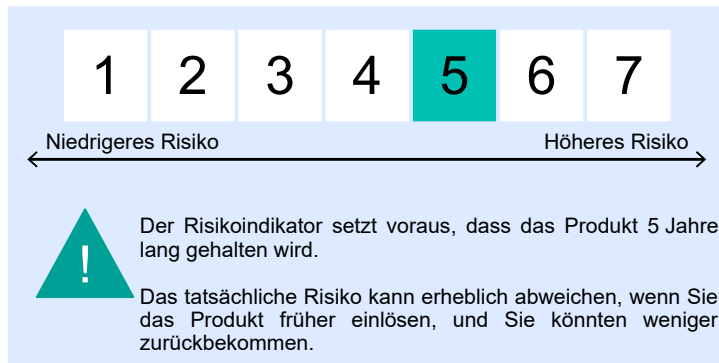 1 2 3 4 5 6 7
Niedrigeres Risiko Höheres Risiko
Der Risikoindikator setzt voraus, dass das Produkt 5 Jahre
lang gehalten wird.
!
Das tatsächliche Risiko kann erheblich abweichen, wenn Sie
das Produkt früher einlösen, und Sie könnten weniger
zurückbekommen.